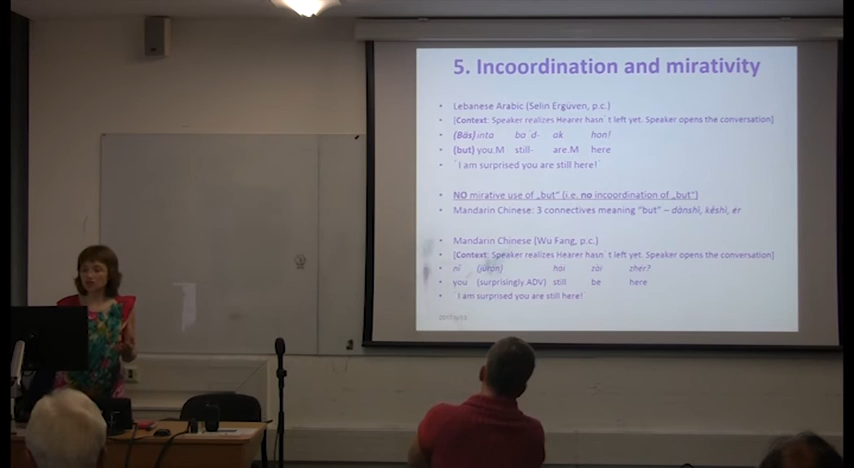 5. Incoordination and mirativity
• Lebanese Arabic (Selin Ergüven, p.c.)
• [Context: Speaker realizes Hearer hasn`t left yet. Speaker opens the conversation]
• (Bäs) inta ba`d- ak hon!
• (but) you.M still- are.M here
• `I am surprised you are still here!`
• NO mirative use of „but“ (i.e. no incoordination of „but“)
• Mandarin Chinese: 3 connectives meaning “but” – dànshì, kěshì, ér
• Mandarin Chinese (Wu Fang, p.c.)
• [Context: Speaker realizes Hearer hasn`t left yet. Speaker opens the conversation]
• nǐ (jūrán) hái zài zher?
• you (surprisingly.ADV) still be here
• `I am surprised you are still here!`